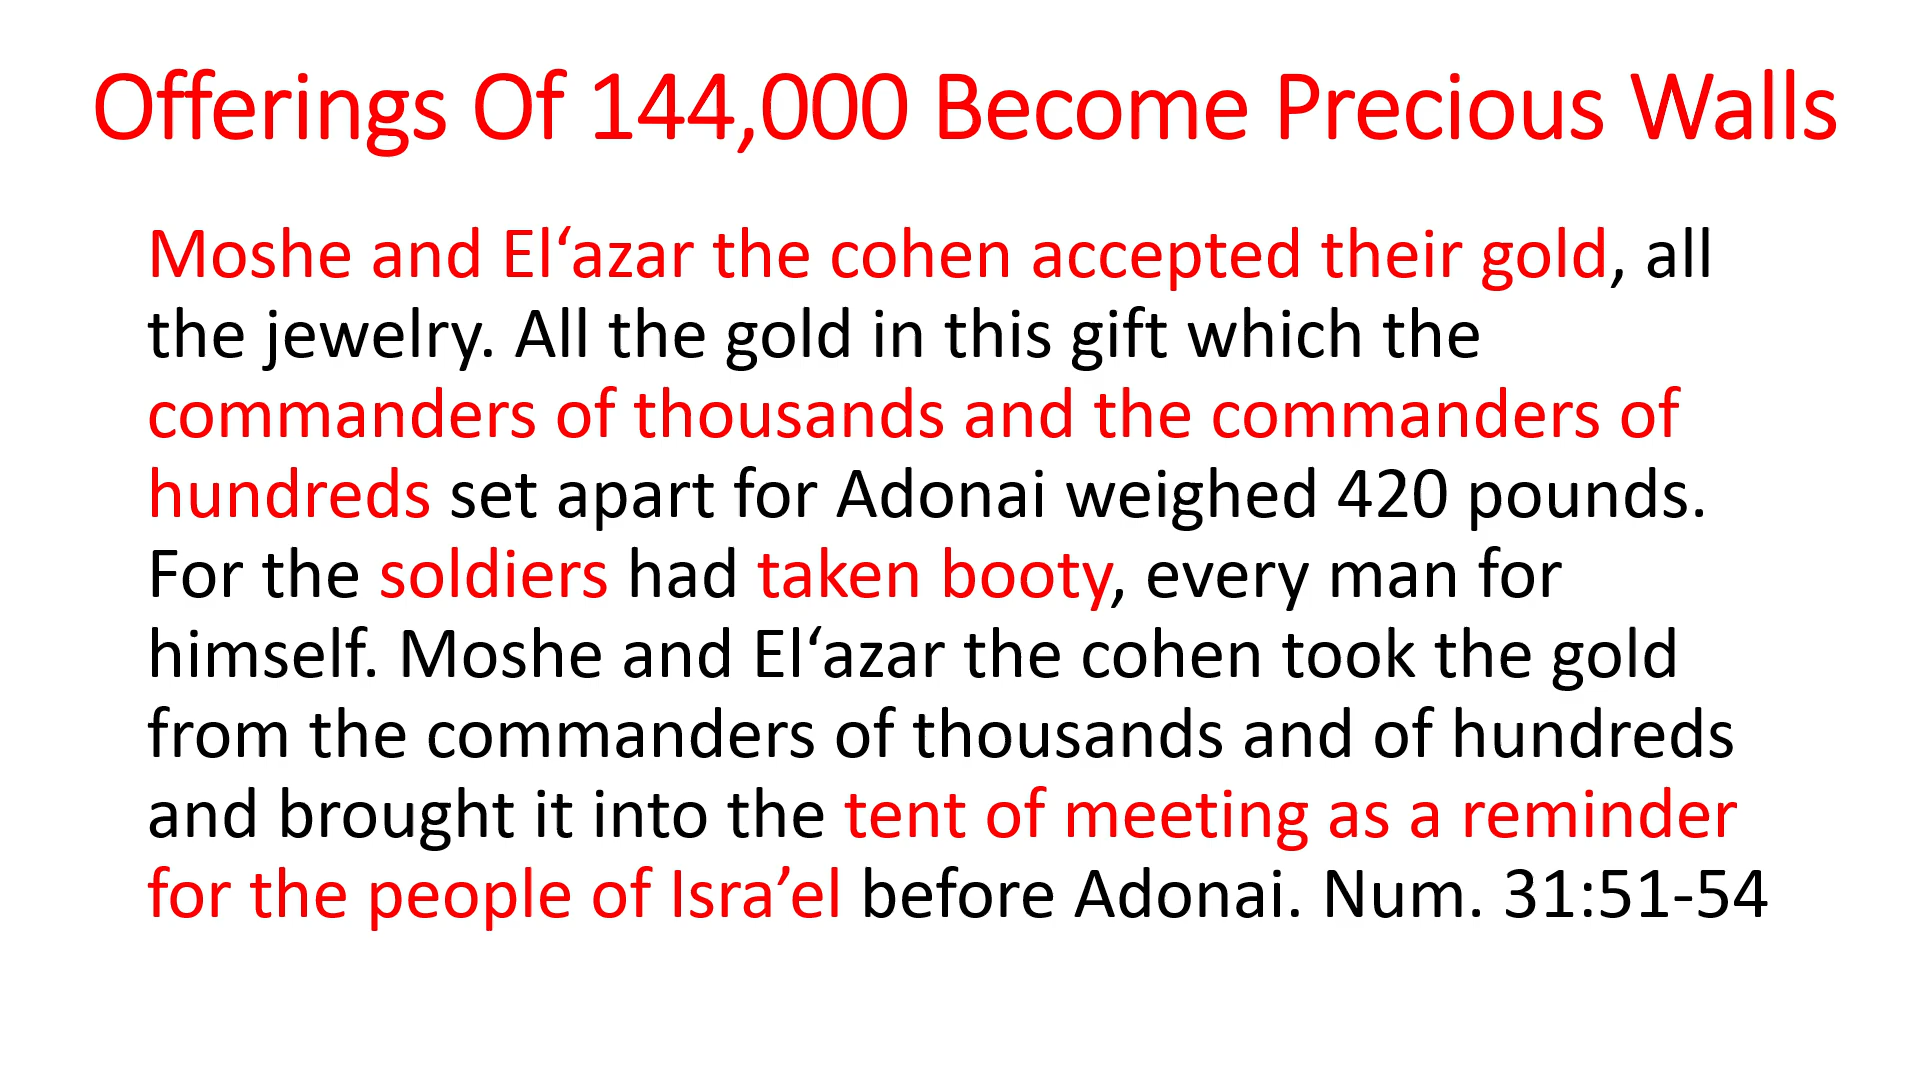 Offerings Of 144,000 Become Precious Walls
Moshe and El‘azar the cohen accepted their gold, all
the jewelry. All the gold in this gift which the
commanders of thousands and the commanders of
hundreds set apart for Adonai weighed 420 pounds.
For the soldiers had taken booty, every man for
himself. Moshe and El‘azar the cohen took the gold
from the commanders of thousands and of hundreds
and brought it into the tent of meeting as a reminder
for the people of Isra’el before Adonai. Num. 31:51-54